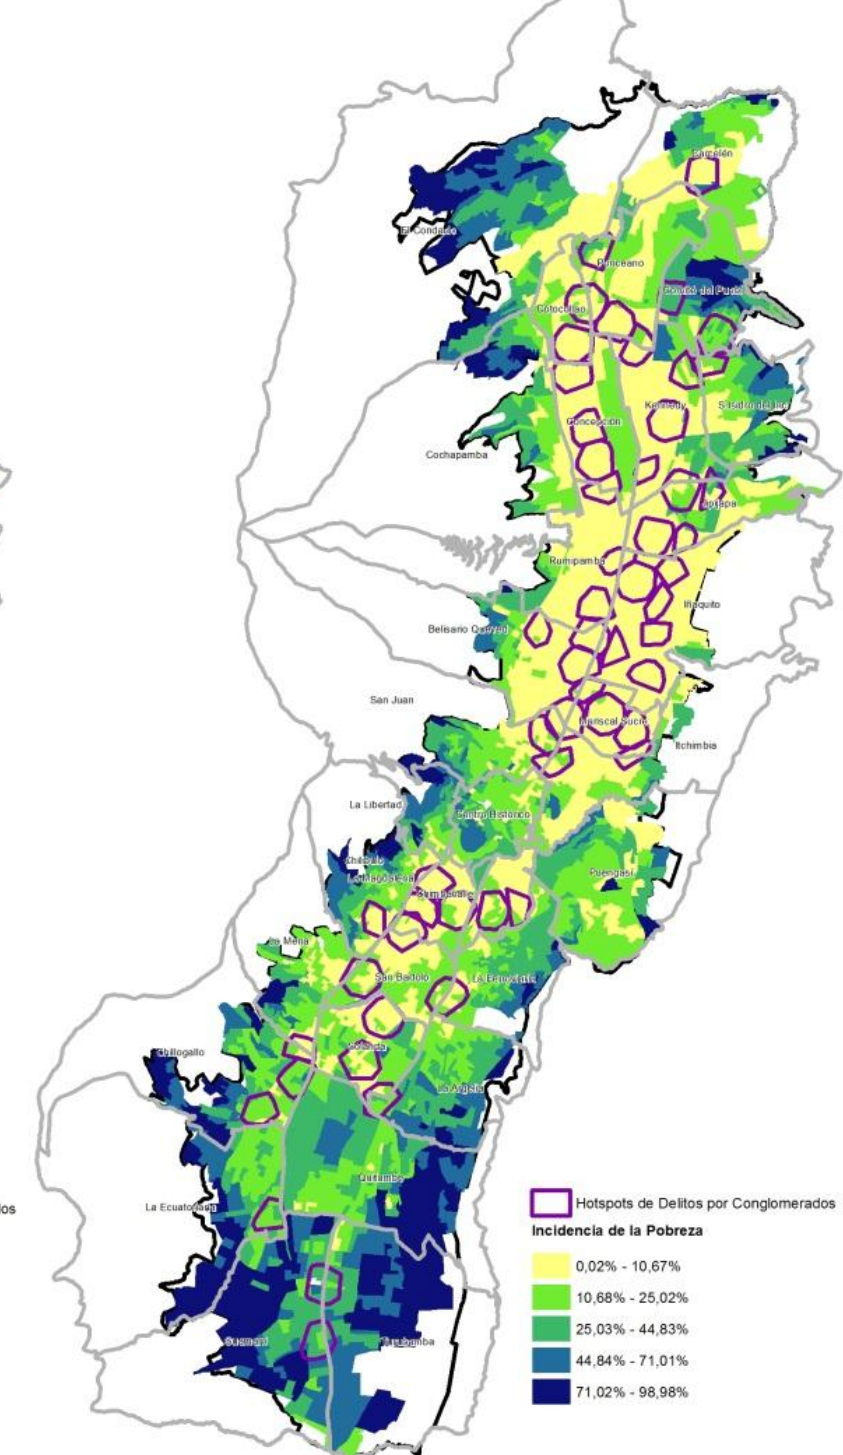 Carcelén
El Condado
Ponceano
Comité del Pueblo
Cotocollao
Kennedy
S.Isidro del Inca
Concepción
Cochapamba
Jipijapa
Rumipamba
Iñaquito
Belisario Quevedo
San Juan
Mariscal Sucre
Itchimbia
La Libertad
Centro Histórico
Chilibulo
Puengasí
La Magdalena
Chimbacalle
La Mena
San Bartolo
La Ferroviaria
Solanda
Chillogallo
La Argelia
Quitumbe
La Ecuatoriana
os
Guamaní
Turubamba
Hotspots de Delitos por Conglomerados
Incidencia de la Pobreza
0,02% - 10,67%
10,68% - 25,02%
25,03% - 44,83%
44,84% - 71,01%
71,02% - 98,98%